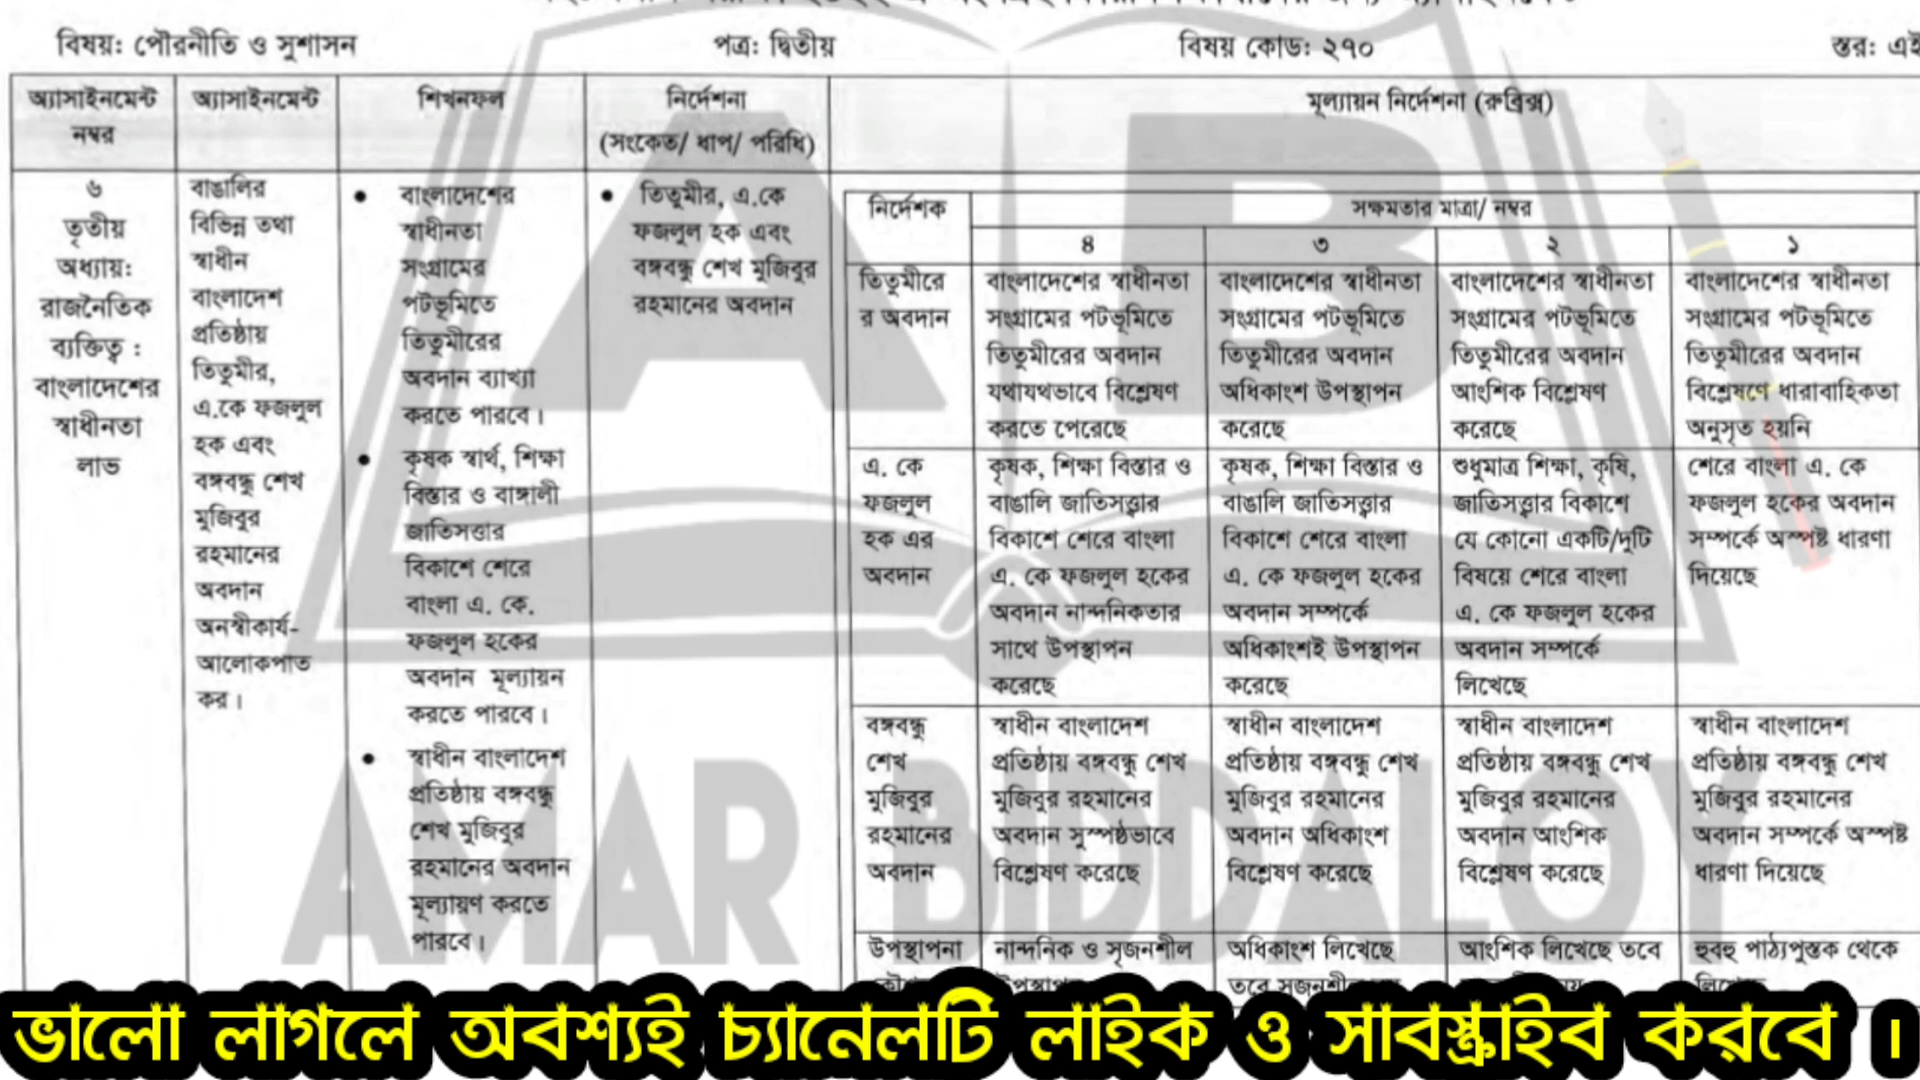 বিষয়: পৌরনীতি ও সুশাসন
পত্র: দ্বিতীয়
বিষয় কোড: ২৭০
স্তর:
অ্যাসাইনমেন্ট
নম্বর
অ্যাসাইনমেন্ট
শিখনফল
নির্দেশনা
(সংকেত/ ধাপ/ পরিধি)
মূল্যায়ন নির্দেশনা (রুব্রিক্স)
৬
তৃতীয়
অধ্যায়:
রাজনৈতিক
ব্যক্তিত্ব :
বাংলাদেশের
স্বাধীনতা
লাভ
বাঙালির
বিভিন্ন তথা
স্বাধীন
বাংলাদেশ
প্রতিষ্ঠায়
তিতুমীর,
এ.কে ফজলুল
হক এবং
বঙ্গবন্ধু শেখ
মুজিবুর
রহমানের
অবদান
অনস্বীকার্য-
আলোকপাত
কর।
• বাংলাদেশের
স্বাধীনতা
সংগ্রামের
পটভূমিতে
তিতুমীরের
অবদান ব্যাখ্যা
করতে পারবে।
• কৃষক স্বার্থ, শিক্ষা
বিস্তার ও বাঙ্গালী
জাতিসত্তার
বিকাশে শেরে
বাংলা এ. কে.
ফজলুল হকের
অবদান মূল্যায়ন
করতে পারবে।
• স্বাধীন বাংলাদেশ
প্রতিষ্ঠায় বঙ্গবন্ধু
শেখ মুজিবুর
রহমানের অবদান
মূল্যায়ণ করতে
পারবে।
• তিতুমীর, এ.কে
ফজলুল হক এবং
বঙ্গবন্ধু শেখ মুজিবুর
রহমানের অবদান
নির্দেশক
সক্ষমতার মাত্রা/ নম্বর
৪
৩
২
১
তিতুমীরে
র অবদান
বাংলাদেশের স্বাধীনতা
সংগ্রামের পটভূমিতে
তিতুমীরের অবদান
যথাযথভাবে বিশ্লেষণ
করতে পেরেছে
বাংলাদেশের স্বাধীনতা
সংগ্রামের পটভূমিতে
তিতুমীরের অবদান
অধিকাংশ উপস্থাপন
করেছে
বাংলাদেশের স্বাধীনতা
সংগ্রামের পটভূমিতে
তিতুমীরের অবদান
আংশিক বিশ্লেষণ
করেছে
বাংলাদেশের স্বাধীনতা
সংগ্রামের পটভূমিতে
তিতুমীরের অবদান
বিশ্লেষণে ধারাবাহিকতা
অনুসৃত হয়নি
এ. কে
ফজলুল
হক এর
অবদান
কৃষক, শিক্ষা বিস্তার ও
বাঙালি জাতিসত্ত্বার
বিকাশে শেরে বাংলা
এ. কে ফজলুল হকের
অবদান নান্দনিকতার
সাথে উপস্থাপন
করেছে
কৃষক, শিক্ষা বিস্তার ও
বাঙালি জাতিসত্ত্বার
বিকাশে শেরে বাংলা
এ. কে ফজলুল হকের
অবদান সম্পর্কে
অধিকাংশই উপস্থাপন
করেছে
শুধুমাত্র শিক্ষা, কৃষি,
জাতিসত্ত্বার বিকাশে
যে কোনো একটি/দুটি
বিষয়ে শেরে বাংলা
এ. কে ফজলুল হকের
অবদান সম্পর্কে
লিখেছে
শেরে বাংলা এ. কে
ফজলুল হকের অবদান
সম্পর্কে অস্পষ্ট ধারণা
দিয়েছে
বঙ্গবন্ধু
শেখ
মুজিবুর
রহমানের
অবদান
স্বাধীন বাংলাদেশ
প্রতিষ্ঠায় বঙ্গবন্ধু শেখ
মুজিবুর রহমানের
অবদান সুস্পষ্ঠভাবে
বিশ্লেষণ করেছে
স্বাধীন বাংলাদেশ
প্রতিষ্ঠায় বঙ্গবন্ধু শেখ
মুজিবুর রহমানের
অবদান অধিকাংশ
বিশ্লেষণ করেছে
স্বাধীন বাংলাদেশ
প্রতিষ্ঠায় বঙ্গবন্ধু শেখ
মুজিবুর রহমানের
অবদান আংশিক
বিশ্লেষণ করেছে
স্বাধীন বাংলাদেশ
প্রতিষ্ঠায় বঙ্গবন্ধু শেখ
মুজিবুর রহমানের
অবদান সম্পর্কে অস্পষ্ট
ধারণা দিয়েছে
উপস্থাপনা
নান্দনিক ও সৃজনশীল
অধিকাংশ লিখেছে
তবে
আংশিক লিখেছে তবে
হুবহু পাঠ্যপুস্তক থেকে
AB
AMAR BIDDALOY
ভালো লাগলে অবশ্যই চ্যানেলটি লাইক ও সাবস্ক্রাইব করবে ।